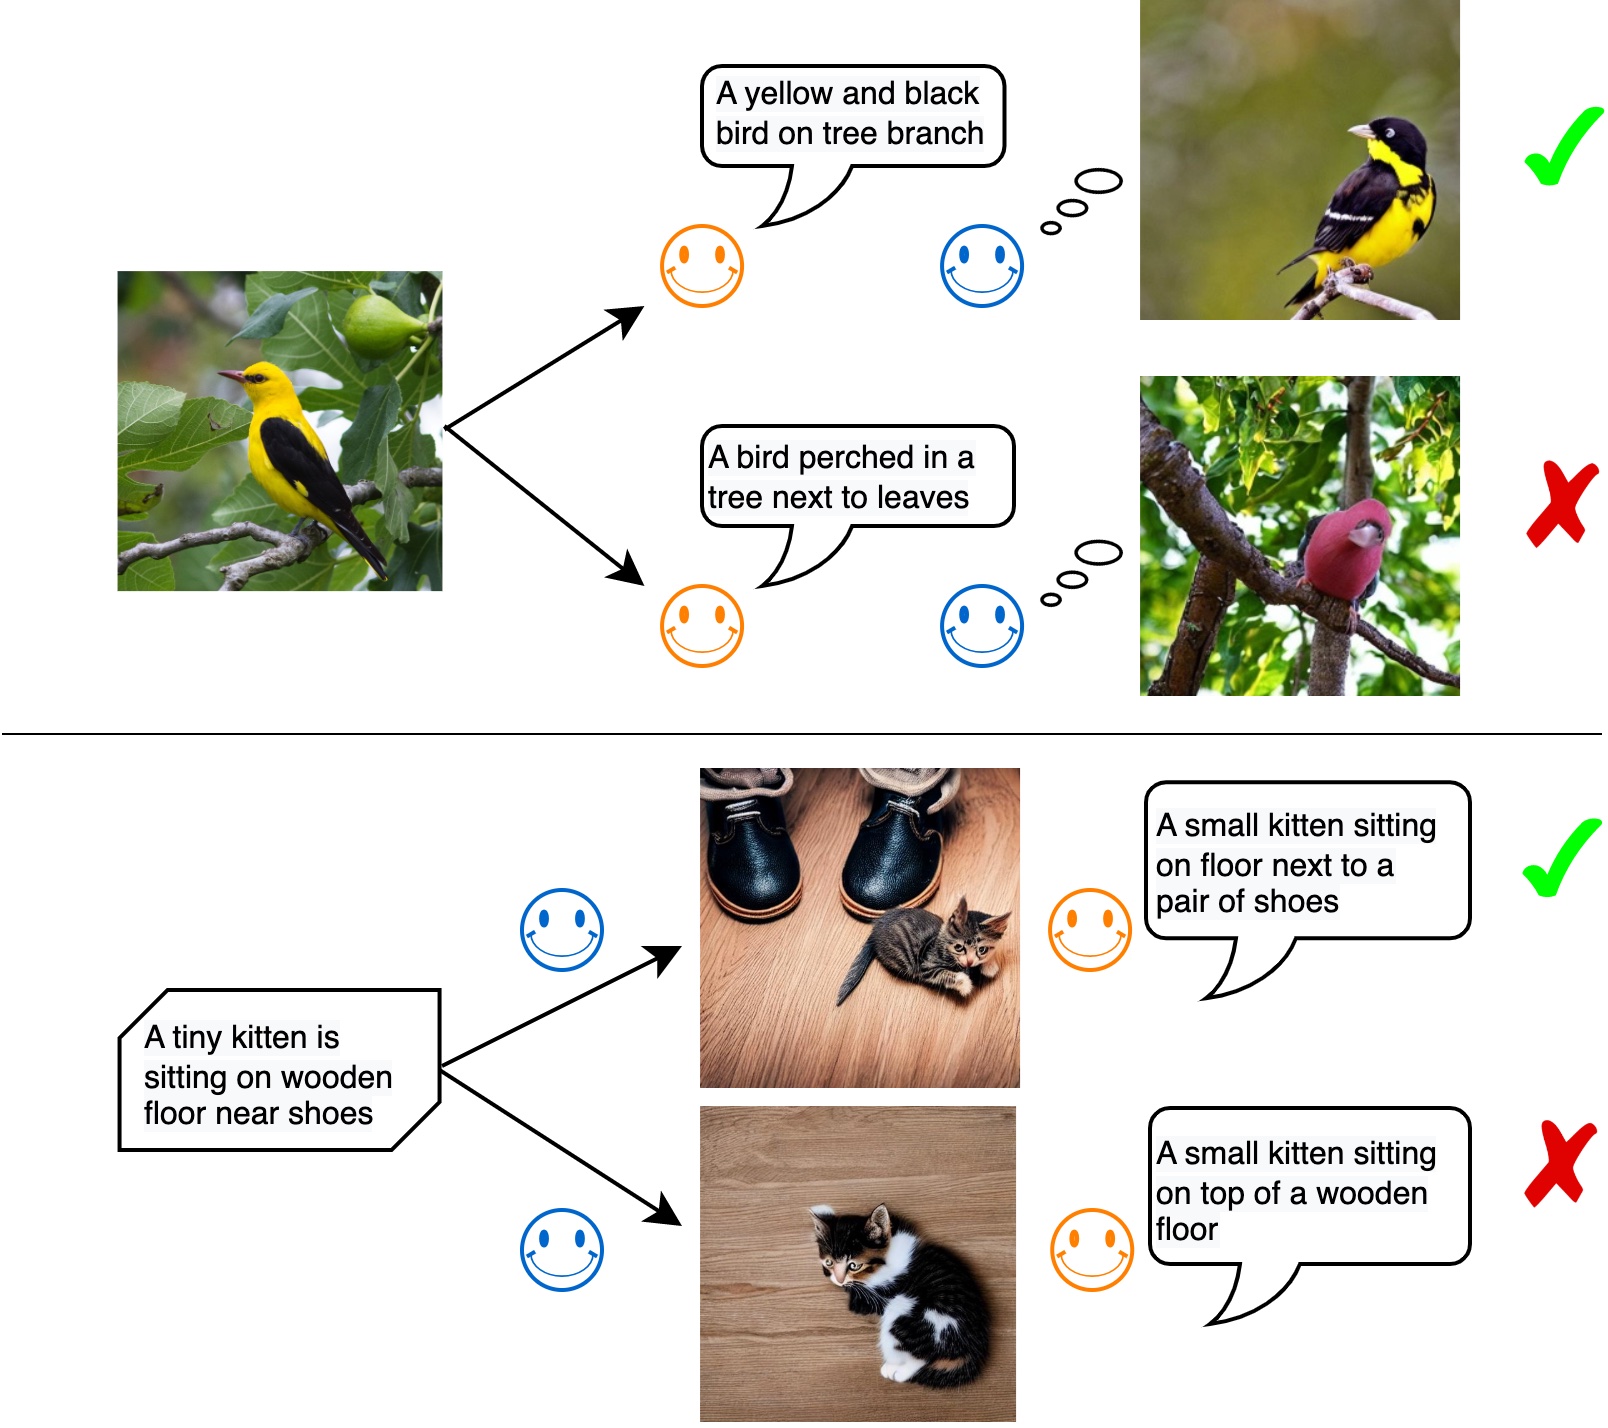 A yellow and black
bird on tree branch
A bird perched in a
tree next to leaves
A tiny kitten is
sitting on wooden
floor near shoes
A small kitten sitting
on floor next to a
pair of shoes
A small kitten sitting
on top of a wooden
floor